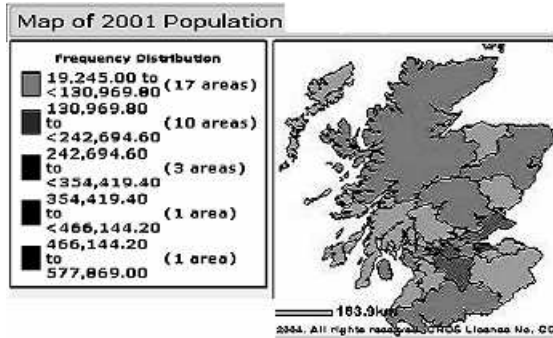 Map of 2001 Population
Frequency Distribution
19,245.00 to
<130,969.80 (17 areas)
130,969.80
to (10 areas)
<242,694.60
242,694.60
to (3 areas)
<354,419.40
354,419.40
to (1 area)
<466,144.20
466,144.20
to (1 area)
577,869.00
163.9km
2004. All rights reserved. License No.